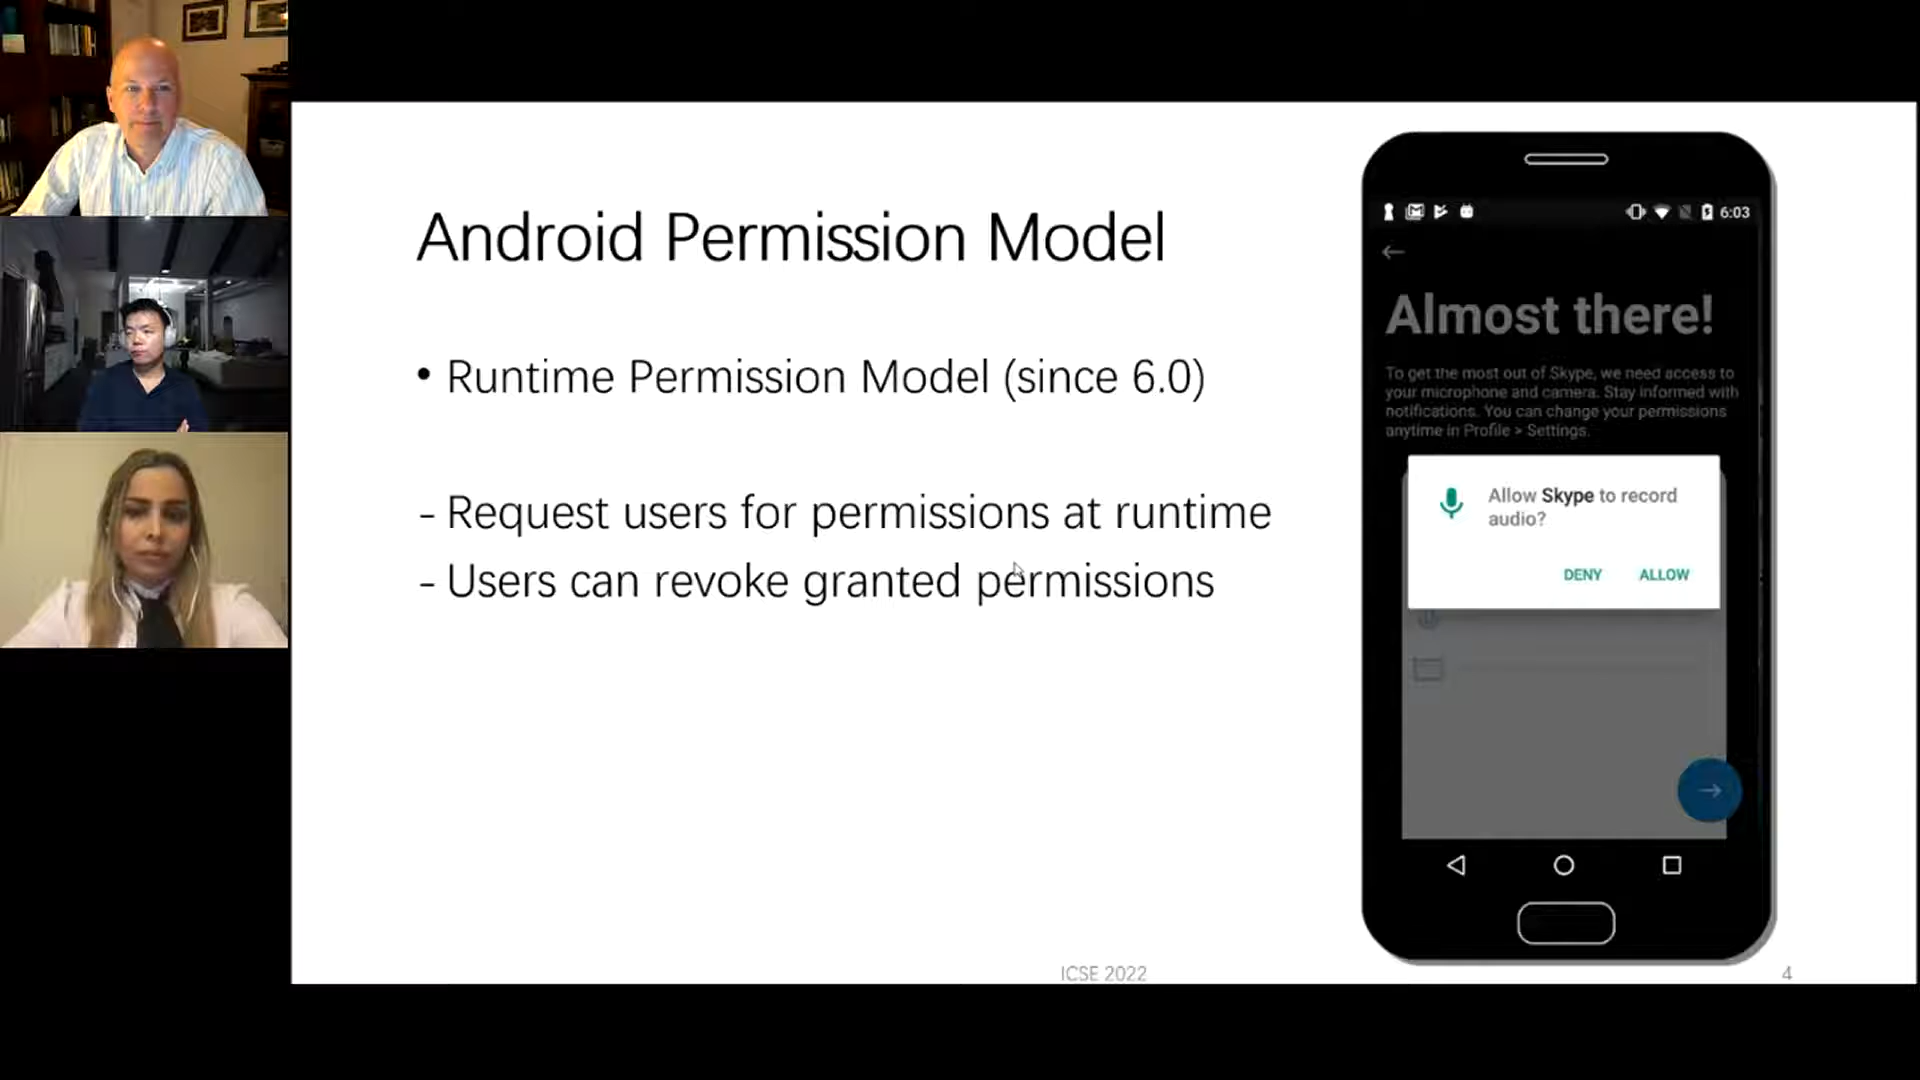 Android Permission Model
• Runtime Permission Model (since 6.0)
- Request users for permissions at runtime
- Users can revoke granted permissions
6:03
Almost there!
To get the most out of Skype, we need access to
your microphone and camera. Stay informed with
notifications. You can change your permissions
anytime in Profile > Settings.
Allow Skype to record
audio?
DENY ALLOW
ICSE 2022
4